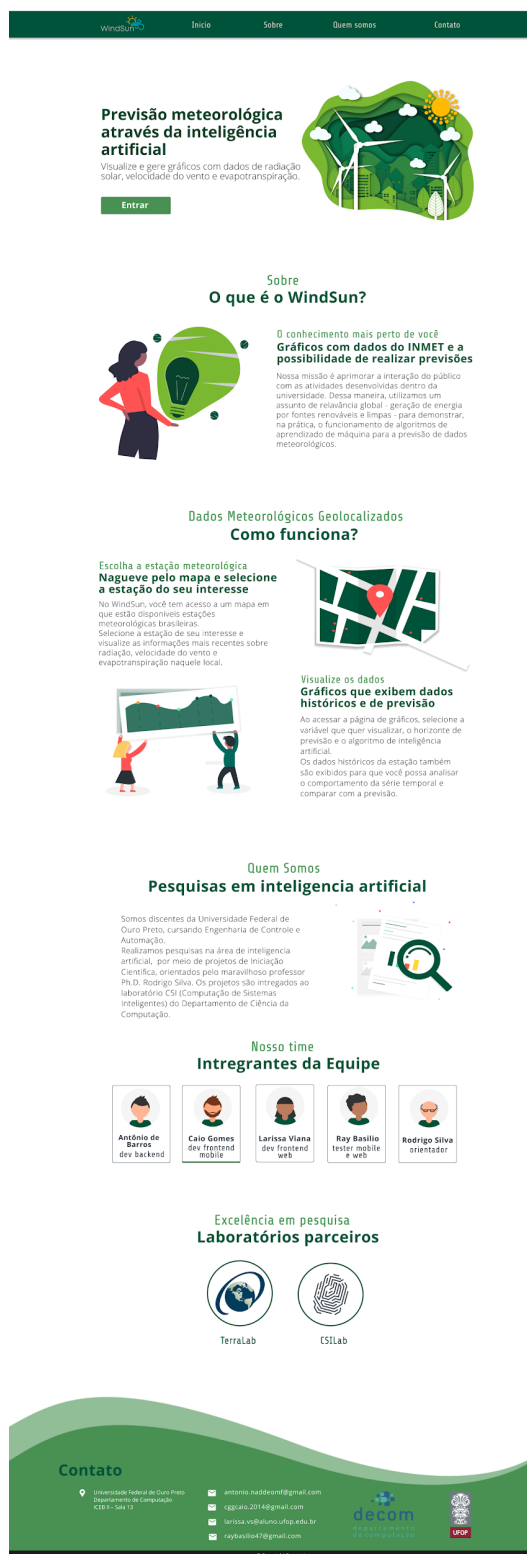 WindSun
Inicio
Sobre
Quem somos
Contato
Previsão meteorológica
através da inteligência
artificial
Visualize e gere gráficos com dados de radiação
solar, velocidade do vento e evapotranspiração.
Entrar
Sobre
O que é o WindSun?
O conhecimento mais perto de você
Gráficos com dados do INMET e a
possibilidade de realizar previsões
Nossa missão é aprimorar a interação do público
com as atividades desenvolvidas dentro da
universidade. Dessa maneira, utilizamos um
assunto de relavância global - geração de energia
por fontes renováveis e limpas - para demonstrar,
na prática, o funcionamento de algoritmos de
aprendizado de máquina para a previsão de dados
meteorológicos.
Dados Meteorológicos Geolocalizados
Como funciona?
Escolha a estação meteorológica
Nagueve pelo mapa e selecione
a estação do seu interesse
No WindSun, você tem acesso a um mapa em
que estão disponíveis estações
meteorológicas brasileiras.
Selecione a estação de seu interesse e
visualize as informações mais recentes sobre
radiação, velocidade do vento e
evapotranspiração naquele local.
Visualize os dados
Gráficos que exibem dados
históricos e de previsão
Ao acessar a página de gráficos, selecione a
variável que quer visualizar, o horizonte de
previsão e o algoritmo de inteligência
artificial.
Os dados históricos da estação também
são exibidos para que você possa analisar
o comportamento da série temporal e
comparar com a previsão.
Quem Somos
Pesquisas em inteligencia artificial
Somos discentes da Universidade Federal de
Ouro Preto, cursando Engenharia de Controle e
Automação.
Realizamos pesquisas na área de inteligencia
artificial, por meio de projetos de Iniciação
Cientifica, orientados pelo maravilhoso professor
Ph.D. Rodrigo Silva. Os projetos são intregados ao
laboratório CSI (Computação de Sistemas
Inteligentes) do Departamento de Ciência da
Computação.
Nosso time
Intregrantes da Equipe
Antônio de
Barros
dev backend
Caio Gomes
dev frontend
mobile
Larissa Viana
dev frontend
web
Ray Basilio
tester mobile
e web
Rodrigo Silva
orientador
Excelência em pesquisa
Laboratórios parceiros
TerraLab
CSILab
Contato
Universidade Federal de Ouro Preto
Departamento de Computação
ICEB II – Sala 13
antonio.naddeomf@gmail.com
cggcaio.2014@gmail.com
larissa.vs@aluno.ufop.edu.br
raybasilio47@gmail.com
decom
departamento
de computação
UFOP